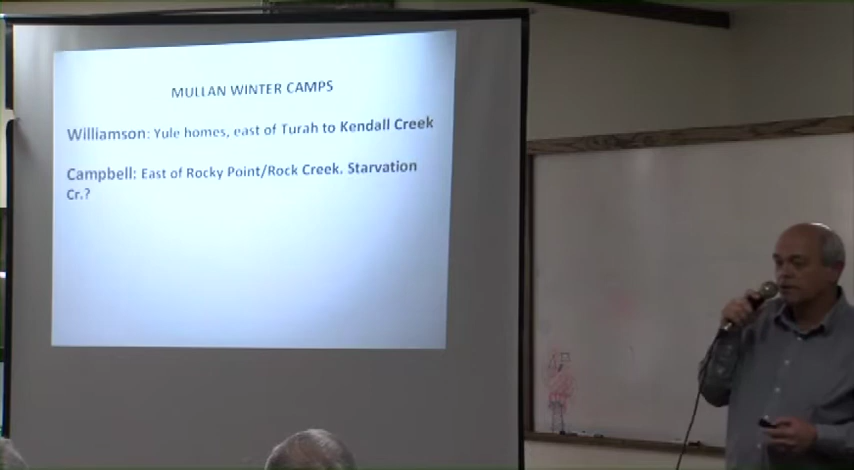 MULLAN WINTER CAMPS
Williamson: Yule homes, east of Turah to Kendall Creek
Campbell: East of Rocky Point/Rock Creek. Starvation
Cr.?